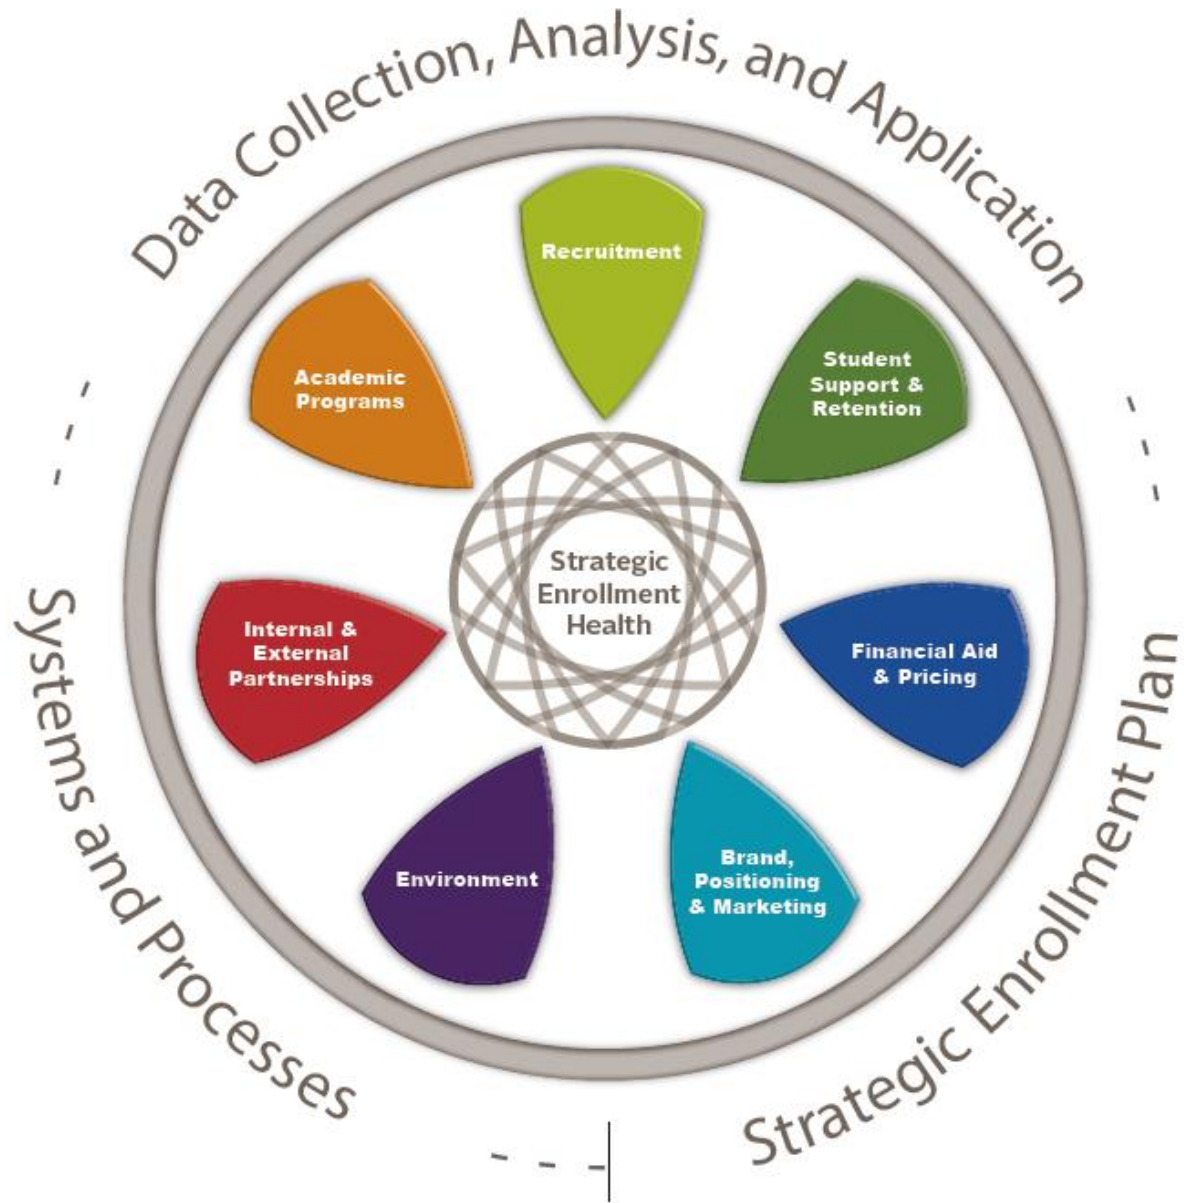 Data Collection, Analysis, and Application
Recruitment
Student
Support &
Retention
Academic
Programs
Strategic
Enrollment
Health
Internal &
External
Partnerships
Financial Aid
& Pricing
Environment
Brand,
Positioning
& Marketing
Systems and Processes
Strategic Enrollment Plan